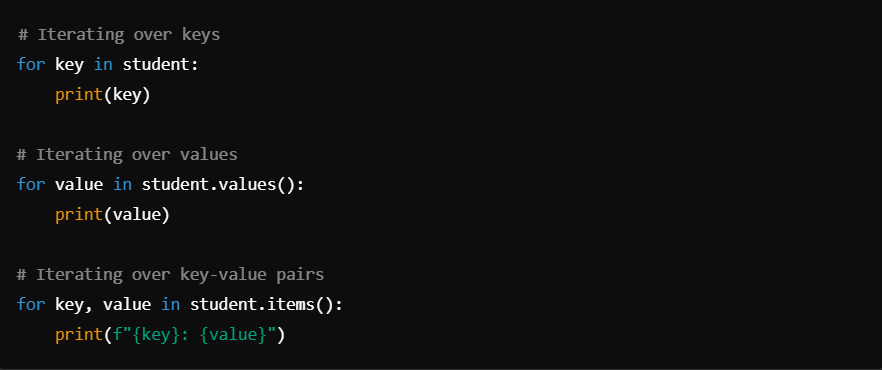 # Iterating over keys
for key in student:
    print(key)

# Iterating over values
for value in student.values():
    print(value)

# Iterating over key-value pairs
for key, value in student.items():
    print(f"{key}: {value}")